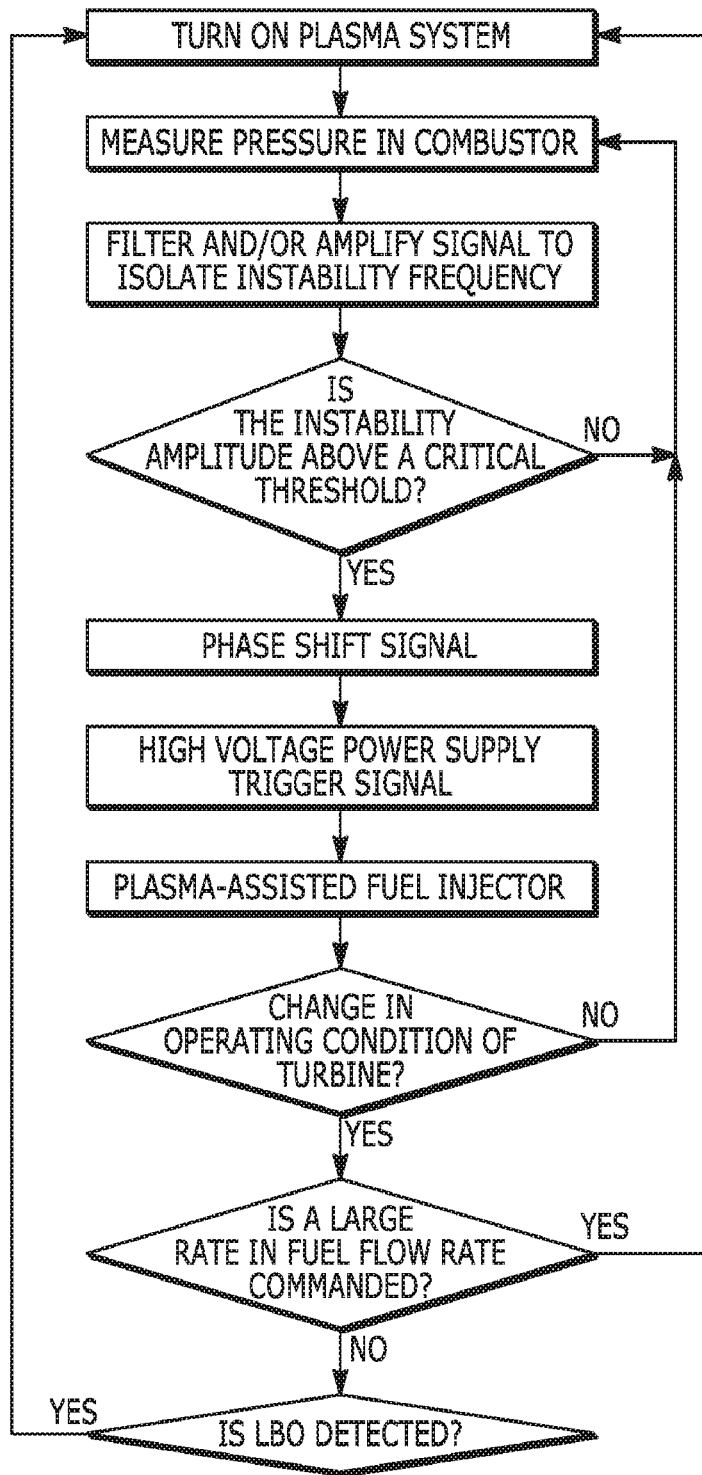 TURN ON PLASMA SYSTEM
MEASURE PRESSURE IN COMBUSTOR
FILTER AND/OR AMPLIFY SIGNAL TO
ISOLATE INSTABILITY FREQUENCY
IS
THE INSTABILITY
AMPLITUDE ABOVE A CRITICAL
THRESHOLD?
NO
YES
PHASE SHIFT SIGNAL
HIGH VOLTAGE POWER SUPPLY
TRIGGER SIGNAL
PLASMA-ASSISTED FUEL INJECTOR
CHANGE IN
OPERATING CONDITION OF
TURBINE?
NO
YES
IS A LARGE
RATE IN FUEL FLOW RATE
COMMANDED?
YES
NO
YES
IS LBO DETECTED?